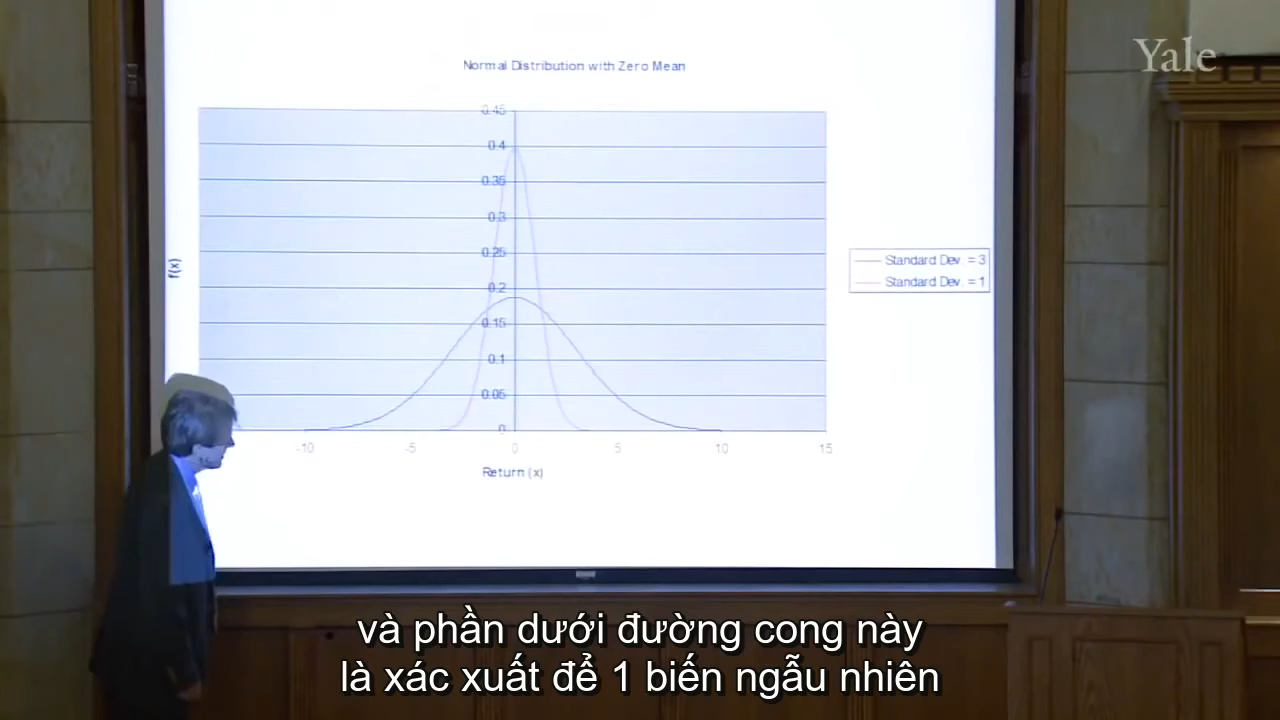 Yale
Normal Distribution with Zero Mean
0.45
0.4
0.35
0.3
0.25
0.2
0.15
0.1
0.05
0
f(x)
-10 -5 0 5 10 15
Return (x)
Standard Dev. = 3
Standard Dev. = 1
và phần dưới đường cong này
là xác xuất để 1 biến ngẫu nhiên